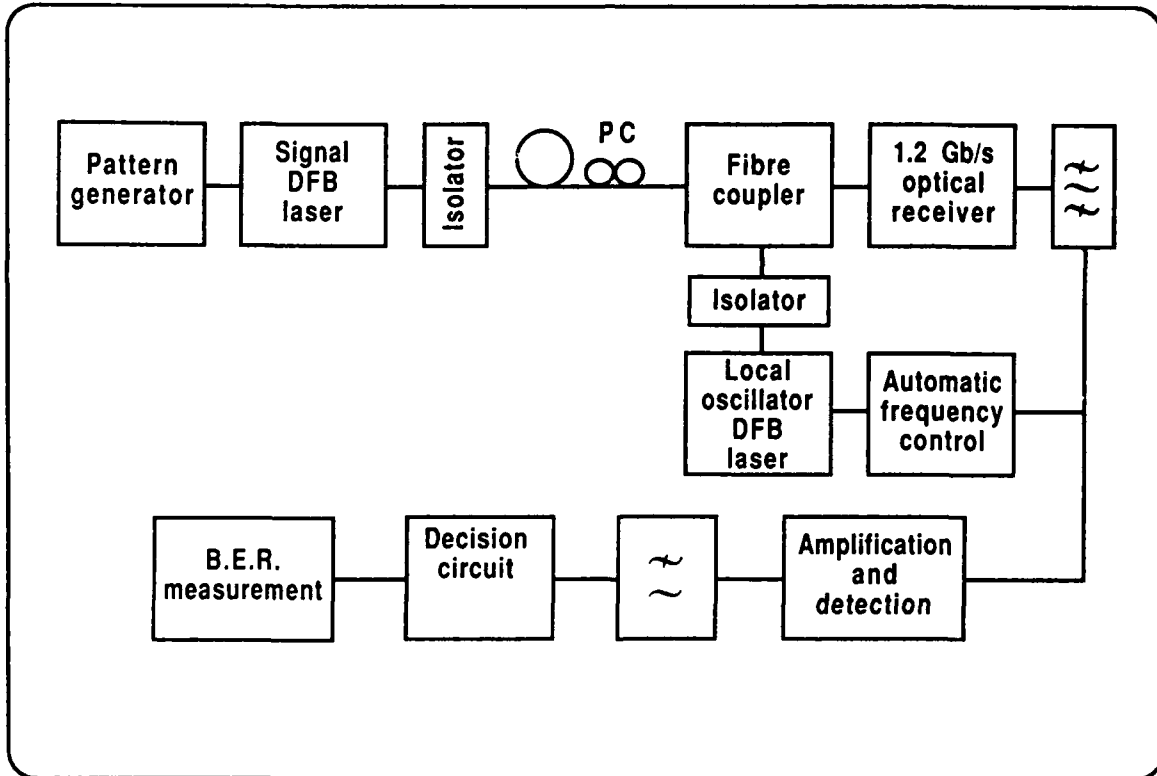 Pattern
generator
Signal
DFB
laser
Isolator
PC
Fibre
coupler
1.2 Gb/s
optical
receiver
Isolator
Local
oscillator
DFB
laser
Automatic
frequency
control
B.E.R.
measurement
Decision
circuit
Amplification
and
detection